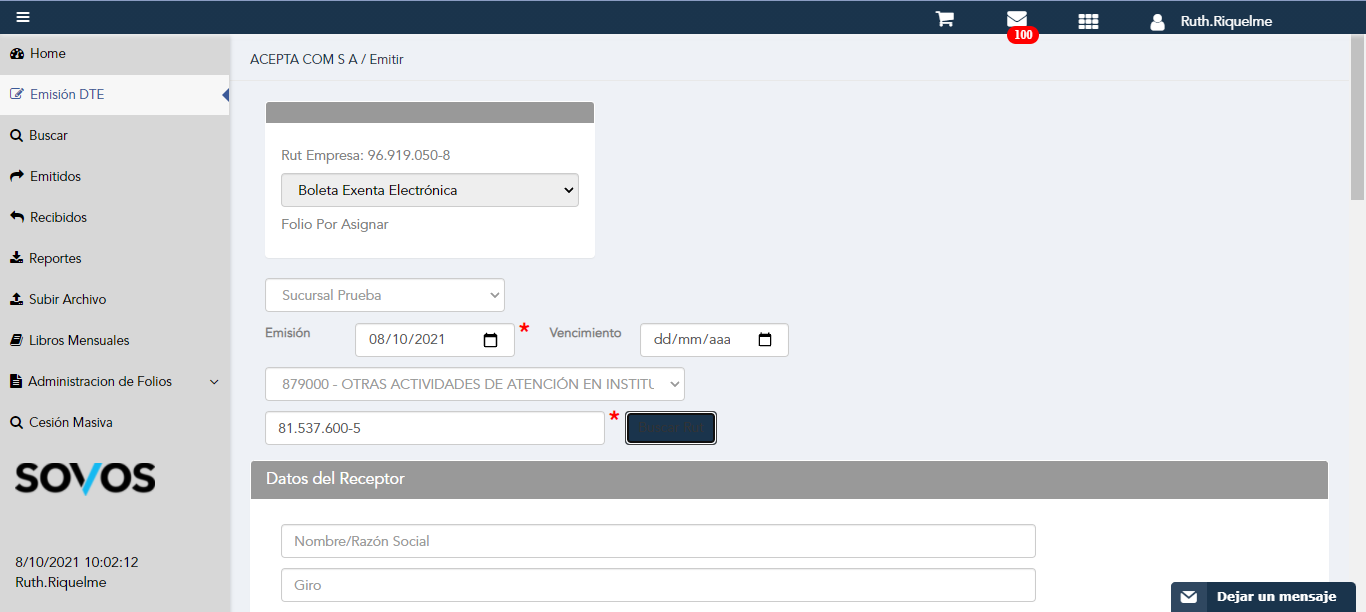 100
Ruth.Riquelme
Home
ACEPTA COM S A / Emitir
Emisión DTE
Buscar
Emitidos
Recibidos
Reportes
Subir Archivo
Libros Mensuales
Administracion de Folios
Cesión Masiva
SOVOS
8/10/2021 10:02:12
Ruth.Riquelme
Rut Empresa: 96.919.050-8
Boleta Exenta Electrónica
Folio Por Asignar
Sucursal Prueba
Emisión 08/10/2021 * Vencimiento dd/mm/aaa
879000 - OTRAS ACTIVIDADES DE ATENCIÓN EN INSTITU
81.537.600-5 * Buscar Rut
Datos del Receptor
Nombre/Razón Social
Giro
Dejar un mensaje